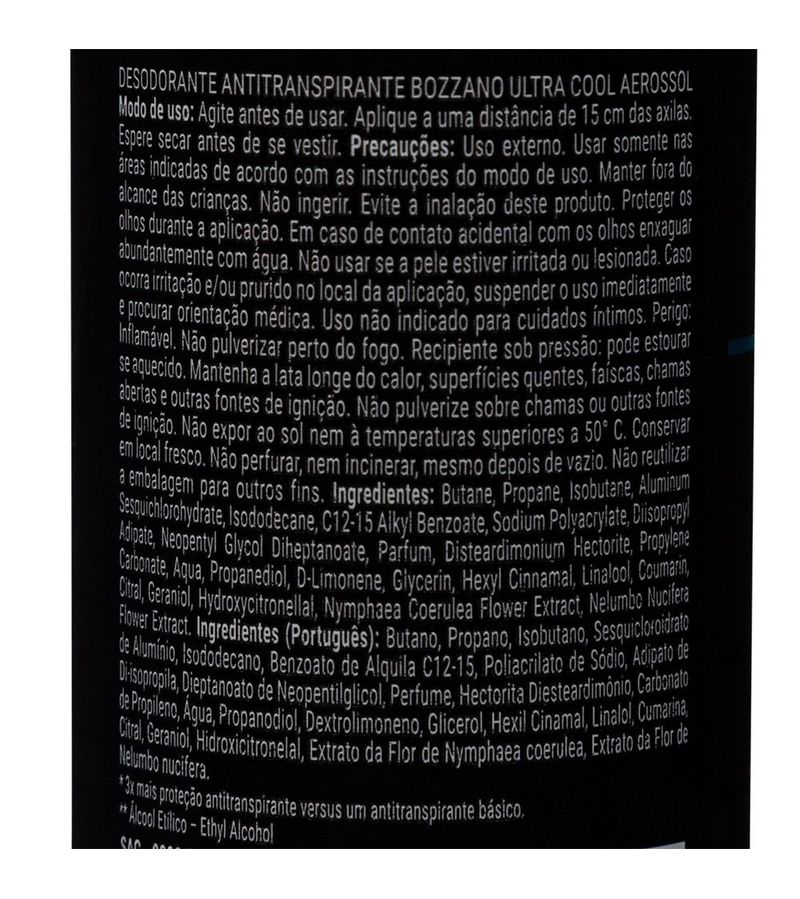 DESODORANTE ANTITRANSPIRANTE BOZZANO ULTRA COOL AEROSSOL
Modo de uso: Agite antes de usar. Aplique a uma distância de 15 cm das axilas.
Espere secar antes de se vestir. Precauções: Uso externo. Usar somente nas
áreas indicadas de acordo com as instruções do modo de uso. Manter fora do
alcance das crianças. Não ingerir. Evite a inalação deste produto. Proteger os
olhos durante a aplicação. Em caso de contato acidental com os olhos enxaguar
abundantemente com água. Não usar se a pele estiver irritada ou lesionada. Caso
ocorra irritação e/ou prurido no local da aplicação, suspender o uso imediatamente
e procurar orientação médica. Uso não indicado para cuidados íntimos. Perigo:
Inflamável. Não pulverizar perto do fogo. Recipiente sob pressão: pode estourar
se aquecido. Mantenha a lata longe do calor, superfícies quentes, faíscas, chamas
abertas e outras fontes de ignição. Não pulverize sobre chamas ou outras fontes
de ignição. Não expor ao sol nem à temperaturas superiores a 50° C. Conservar
em local fresco. Não perfurar, nem incinerar, mesmo depois de vazio. Não reutilizar
a embalagem para outros fins. Ingredientes: Butane, Propane, Isobutane, Aluminum
Sesquichlorohydrate, Isododecane, C12-15 Alkyl Benzoate, Sodium Polyacrylate, Diisopropyl
Adipate, Neopentyl Glycol Diheptanoate, Parfum, Disteardimonium Hectorite, Propylene
Carbonate, Aqua, Propanediol, D-Limonene, Glycerin, Hexyl Cinnamal, Linalool, Coumarin,
Citral, Geraniol, Hydroxycitronellal, Nymphaea Coerulea Flower Extract, Nelumbo Nucifera
Flower Extract. Ingredientes (Português): Butano, Propano, Isobutano, Sesquicloroidrato
de Alumínio, Isododecano, Benzoato de Alquila C12-15, Poliacrilato de Sódio, Adipato de
Di-isopropila, Dieptanoato de Neopentilglicol, Perfume, Hectorita Diesteardimônio, Carbonato
de Propileno, Água, Propanodiol, Dextrolimoneno, Glicerol, Hexil Cinamal, Linalol, Cumarina,
Citral, Geraniol, Hidroxicitronelal, Extrato da Flor de Nymphaea coerulea, Extrato da Flor de
Nelumbo nucifera.
* 3x mais proteção antitranspirante versus um antitranspirante básico.
** Álcool Etílico – Ethyl Alcohol